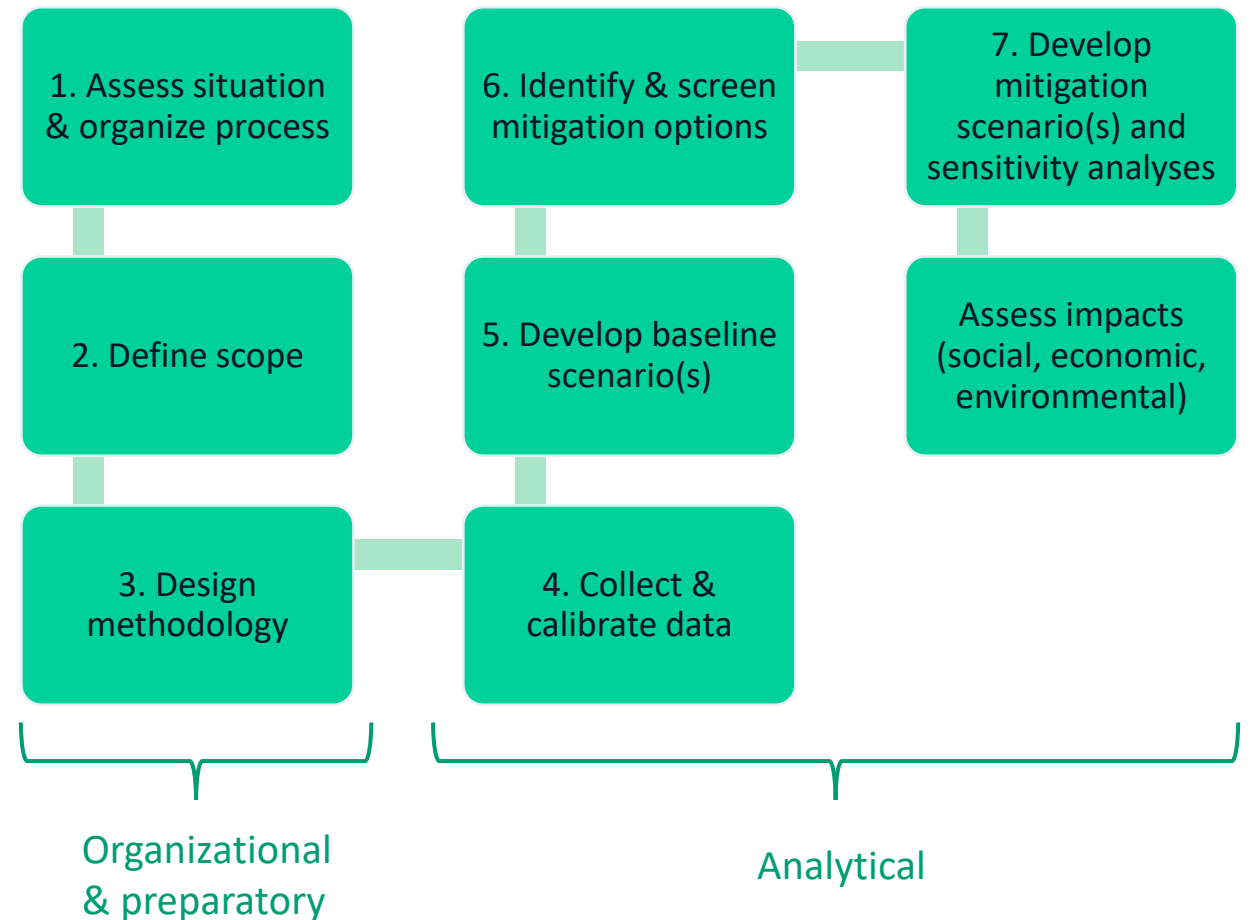 1. Assess situation
& organize process
2. Define scope
3. Design
methodology
4. Collect &
calibrate data
5. Develop baseline
scenario(s)
6. Identify & screen
mitigation options
7. Develop
mitigation
scenario(s) and
sensitivity analyses
Assess impacts
(social, economic,
environmental)
Organizational
& preparatory
Analytical